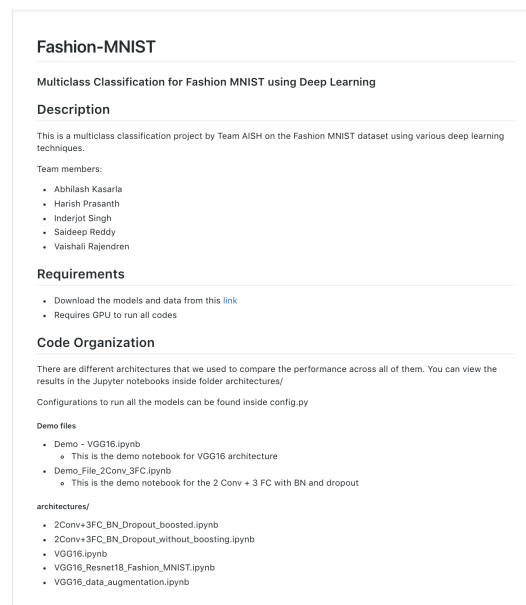 Fashion-MNIST
Multiclass Classification for Fashion MNIST using Deep Learning
Description
This is a multiclass classification project by Team AISH on the Fashion MNIST dataset using various deep learning
techniques.
Team members:
• Abhilash Kasarla
• Harish Prasanth
• Inderjot Singh
• Saideep Reddy
• Vaishali Rajendren
Requirements
• Download the models and data from this link
• Requires GPU to run all codes
Code Organization
There are different architectures that we used to compare the performance across all of them. You can view the
results in the Jupyter notebooks inside folder architectures/
Configurations to run all the models can be found inside config.py
Demo files
• Demo - VGG16.ipynb
◦ This is the demo notebook for VGG16 architecture
• Demo_File_2Conv_3FC.ipynb
◦ This is the demo notebook for the 2 Conv + 3 FC with BN and dropout
architectures/
• 2Conv+3FC_BN_Dropout_boosted.ipynb
• 2Conv+3FC_BN_Dropout_without_boosting.ipynb
• VGG16.ipynb
• VGG16_Resnet18_Fashion_MNIST.ipynb
• VGG16_data_augmentation.ipynb